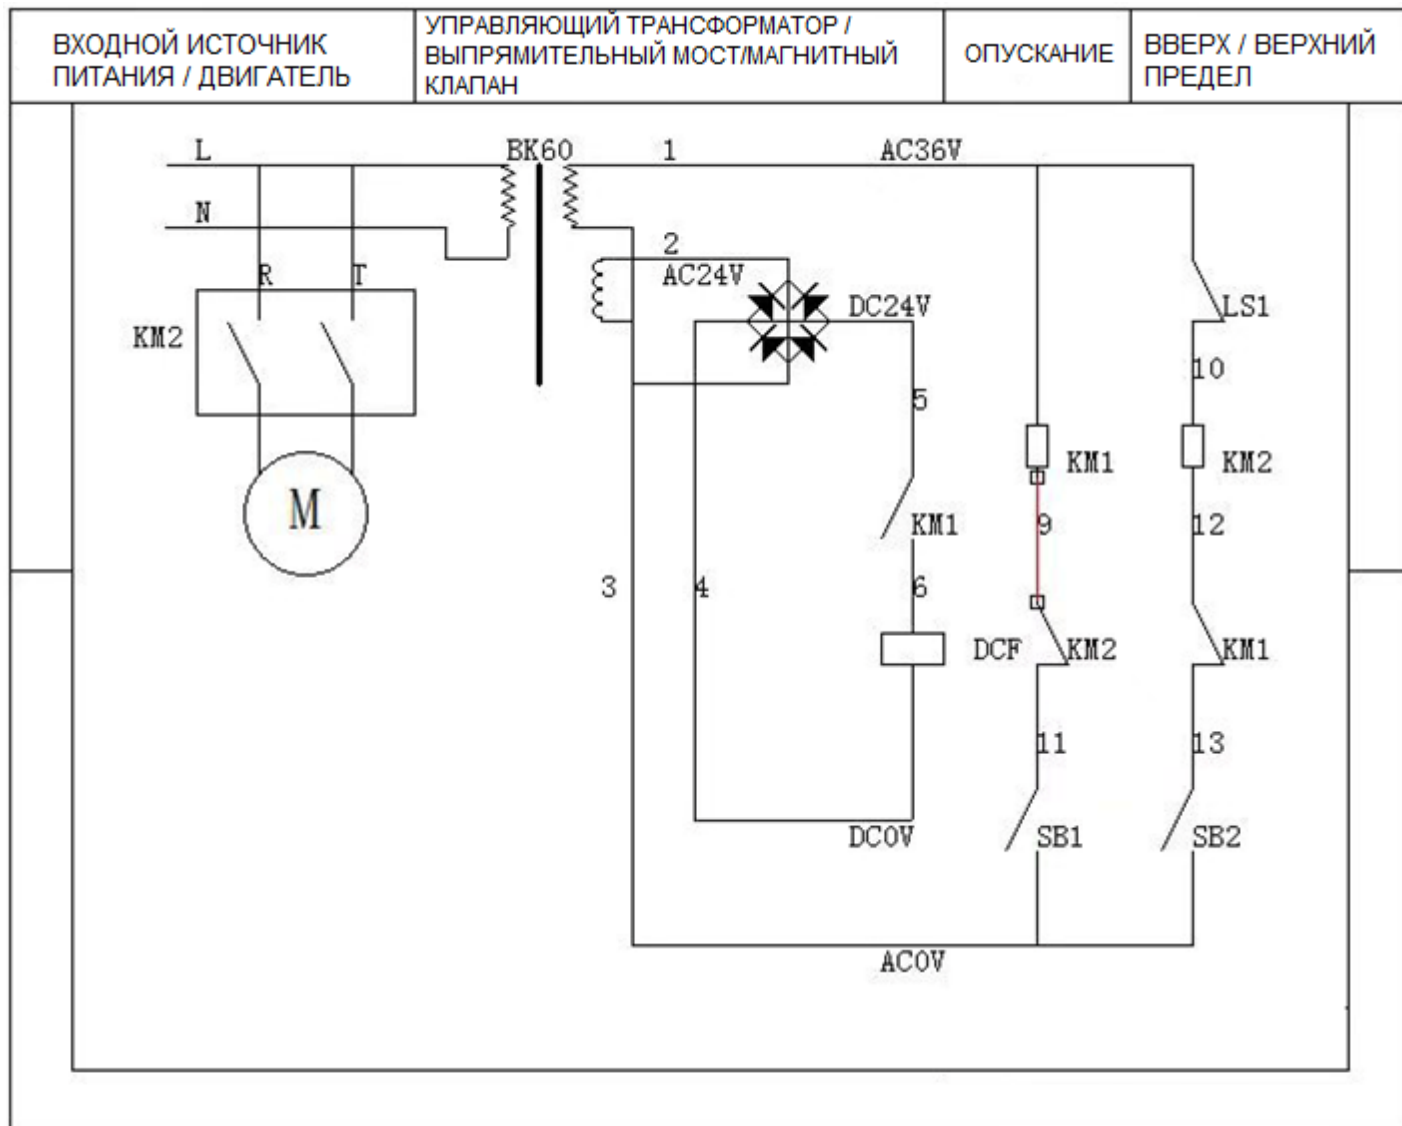 ВХОДНОЙ ИСТОЧНИК
ПИТАНИЯ / ДВИГАТЕЛЬ
УПРАВЛЯЮЩИЙ ТРАНСФОРМАТОР /
ВЫПРЯМИТЕЛЬНЫЙ МОСТ/МАГНИТНЫЙ
КЛАПАН
ОПУСКАНИЕ
ВВЕРХ / ВЕРХНИЙ
ПРЕДЕЛ
L
BK60
1
AC36V
N
2
R
T
AC24V
DC24V
LS1
KM2
10
5
KM1
KM2
M
KM1
9
12
3
4
6
DCF
KM2
KM1
11
13
DC0V
SB1
SB2
AC0V